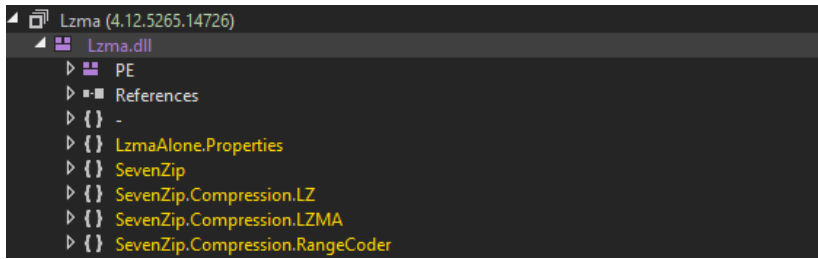 Lzma (4.12.5265.14726)
Lzma.dll
PE
References
{ } -
{ } LzmaAlone.Properties
{ } SevenZip
{ } SevenZip.Compression.LZ
{ } SevenZip.Compression.LZMA
{ } SevenZip.Compression.RangeCoder